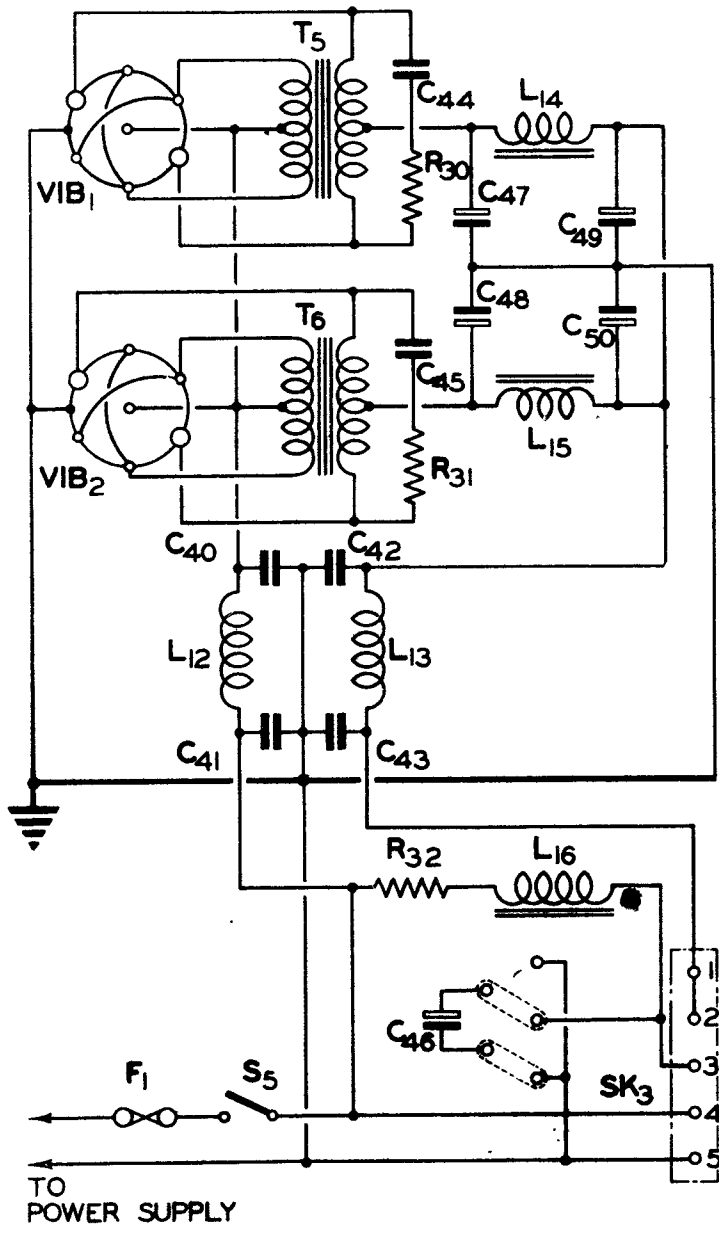 T5
C44
L14
R30
VIB1
C47
C49
C48
T6
C50
C45
L15
R31
VIB2
C40
C42
L12
L13
C41
C43
R32
L16
1
2
C46
3
F1
S5
SK3
4
5
TO
POWER SUPPLY